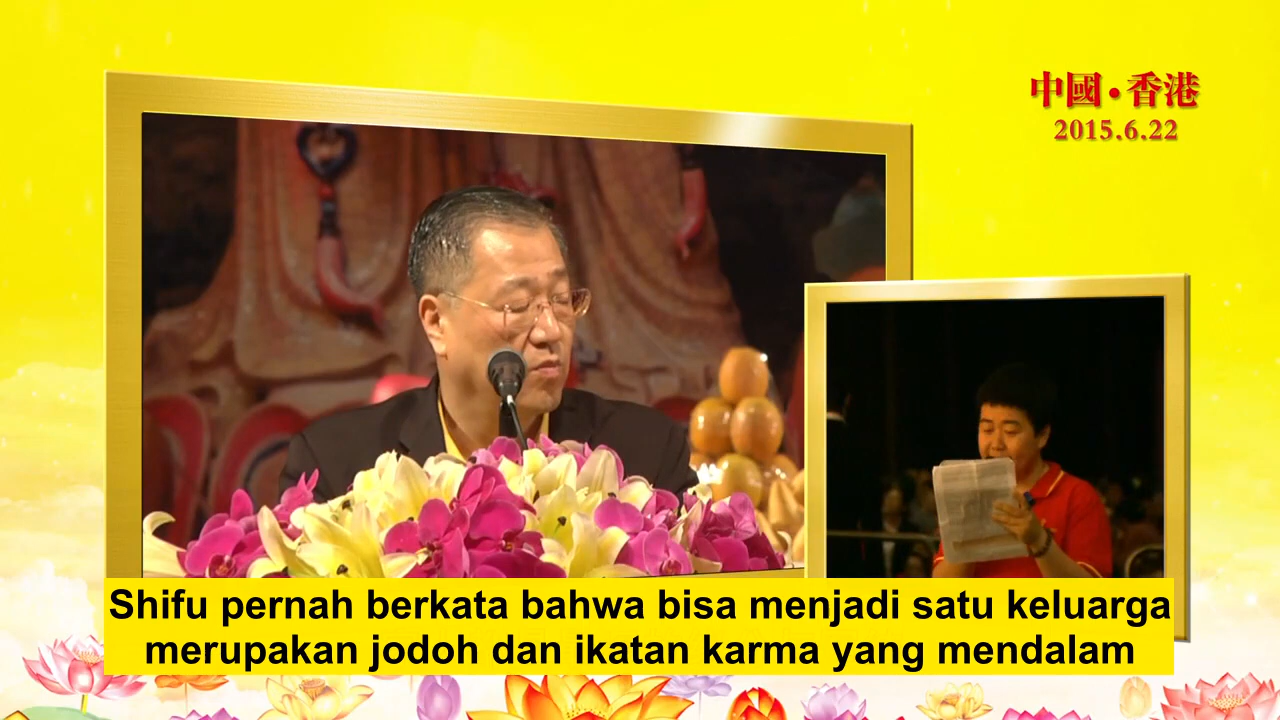 中國·香港
2015.6.22
Shifu pernah berkata bahwa bisa menjadi satu keluarga
merupakan jodoh dan ikatan karma yang mendalam